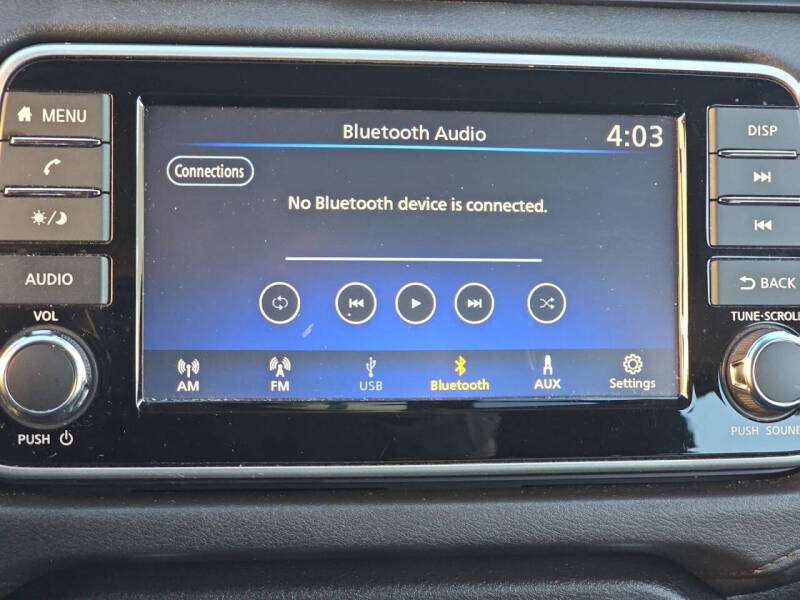 MENU
AUDIO
VOL
PUSH
Bluetooth Audio
4:03
Connections
No Bluetooth device is connected.
AM
FM
USB
Bluetooth
AUX
Settings
DISP
BACK
TUNE·SCROLL
PUSH SOUND